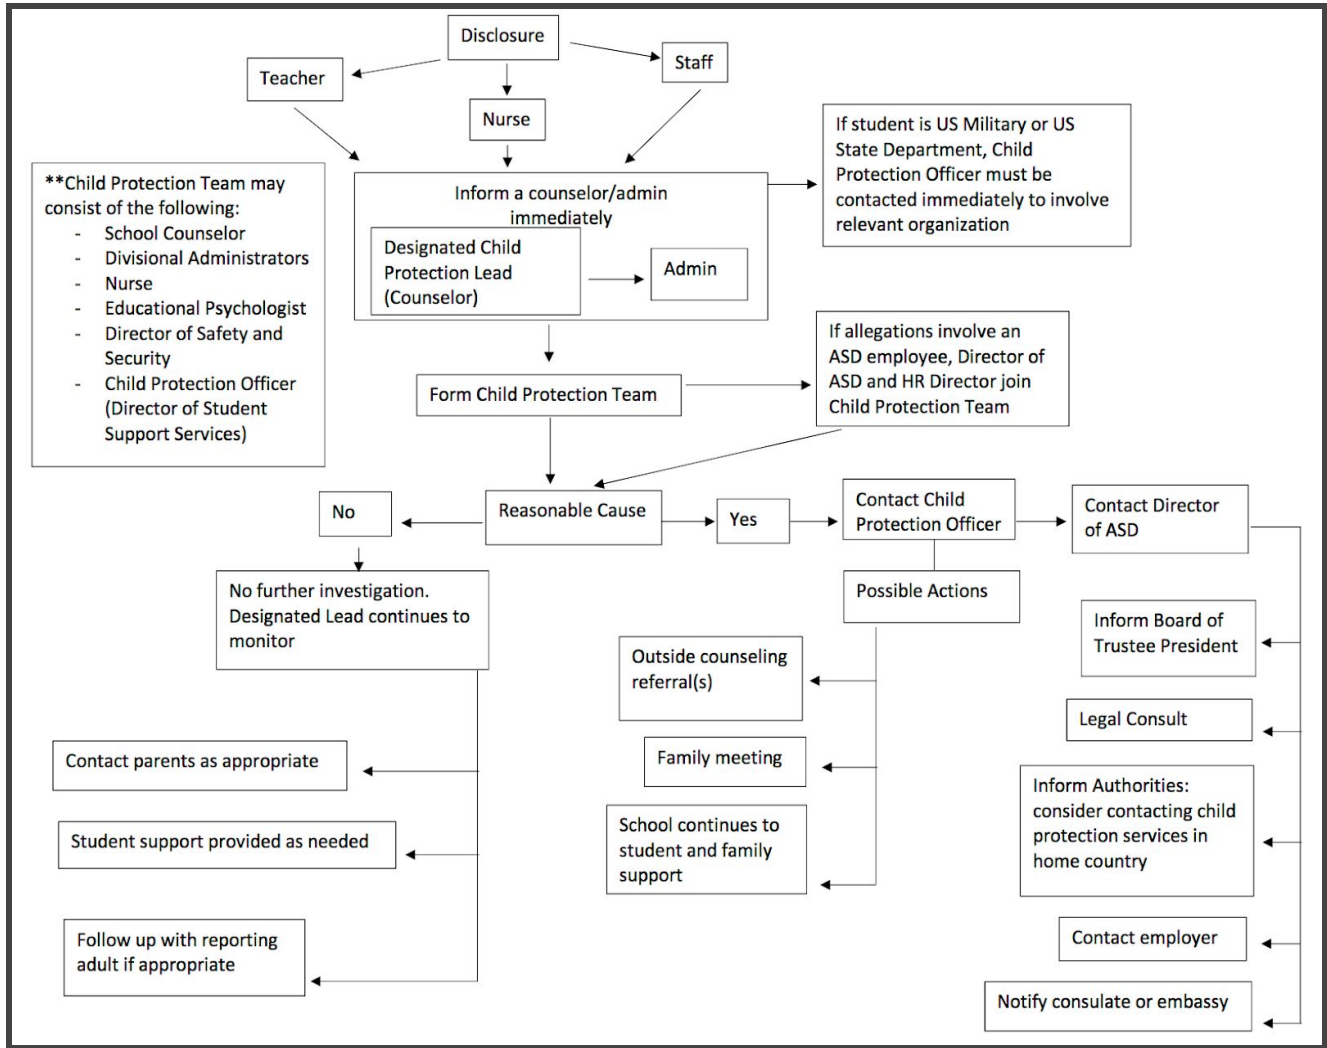 Disclosure
Teacher
Staff
Nurse
If student is US Military or US
State Department, Child
Protection Officer must be
contacted immediately to involve
relevant organization
**Child Protection Team may
consist of the following:
- School Counselor
- Divisional Administrators
- Nurse
- Educational Psychologist
- Director of Safety and
Security
- Child Protection Officer
(Director of Student
Support Services)
Inform a counselor/admin
immediately
Designated Child
Protection Lead
(Counselor)
Admin
If allegations involve an
ASD employee, Director of
ASD and HR Director join
Child Protection Team
Form Child Protection Team
Reasonable Cause
No
Yes
Contact Child
Protection Officer
Contact Director
of ASD
No further investigation.
Designated Lead continues to
monitor
Possible Actions
Outside counseling
referral(s)
Family meeting
School continues to
student and family
support
Inform Board of
Trustee President
Legal Consult
Inform Authorities:
consider contacting child
protection services in
home country
Contact employer
Notify consulate or embassy
Contact parents as appropriate
Student support provided as needed
Follow up with reporting
adult if appropriate